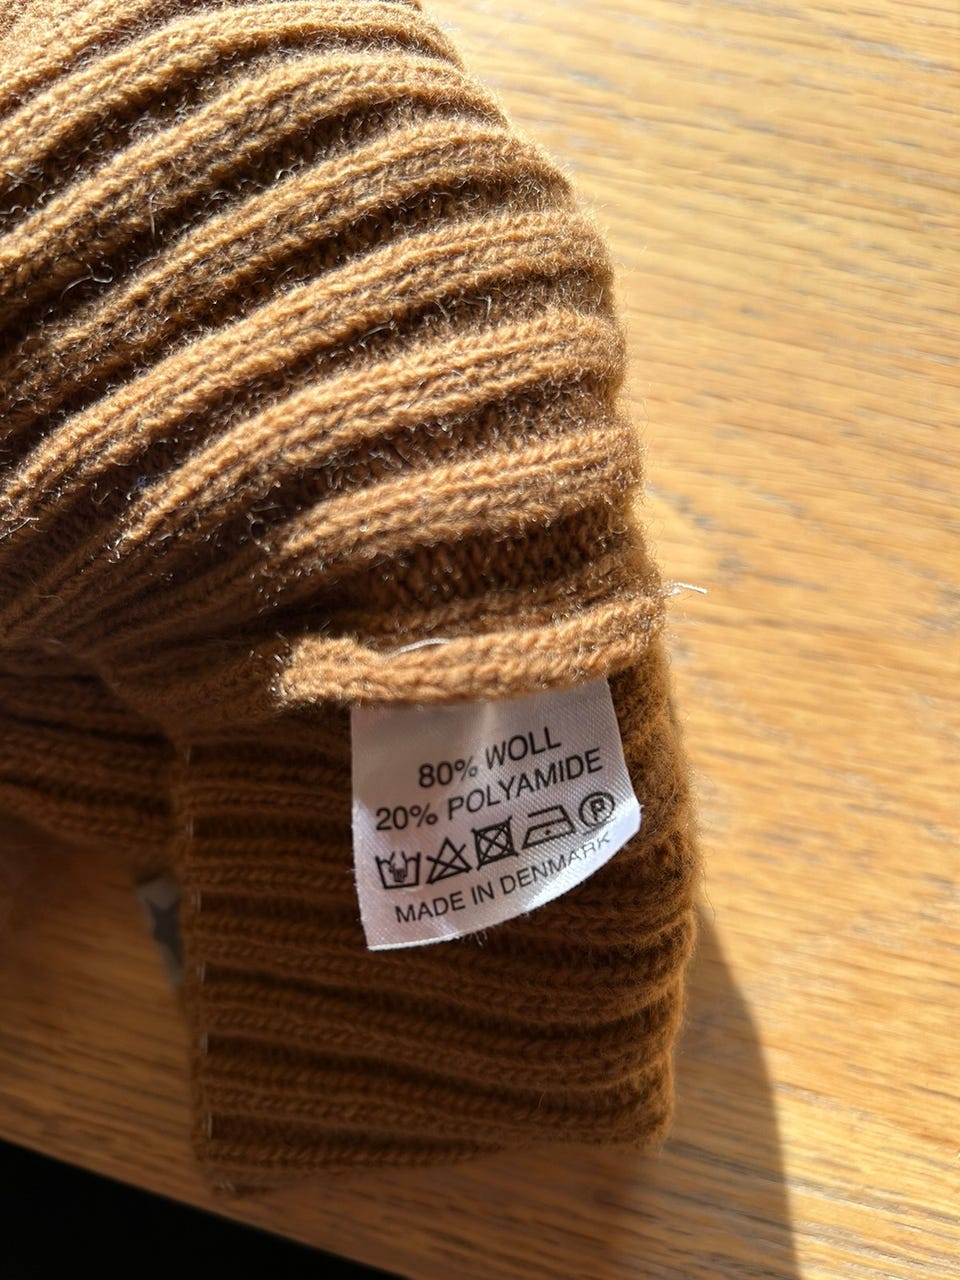 80% WOLL
20% POLYAMIDE
P
MADE IN DENMARK